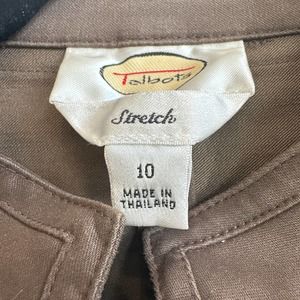 Talbots
Stretch
10
MADE IN
THAILAND